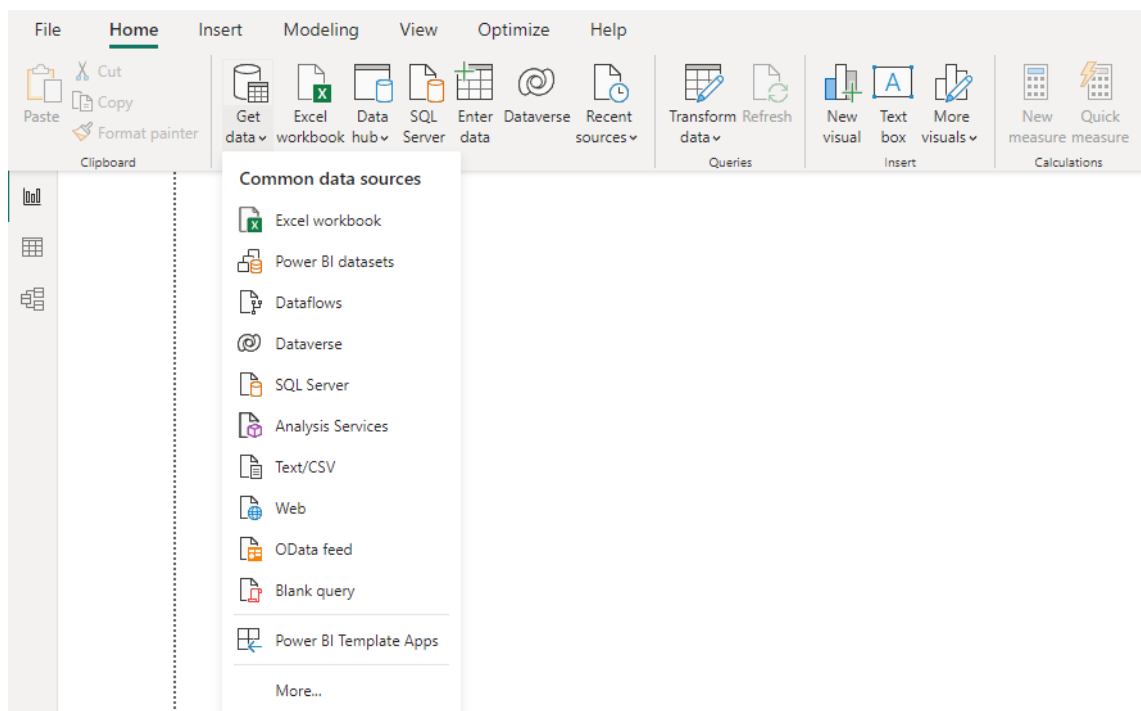 File Home Insert Modeling View Optimize Help
Paste
Cut
Copy
Format painter
Clipboard
Get data
Excel workbook
Data hub
SQL Server
Enter data
Dataverse
Recent sources
Transform data
Refresh
Queries
New visual
Text box
More visuals
Insert
New measure
Quick measure
Calculations
Common data sources
Excel workbook
Power BI datasets
Dataflows
Dataverse
SQL Server
Analysis Services
Text/CSV
Web
OData feed
Blank query
Power BI Template Apps
More...